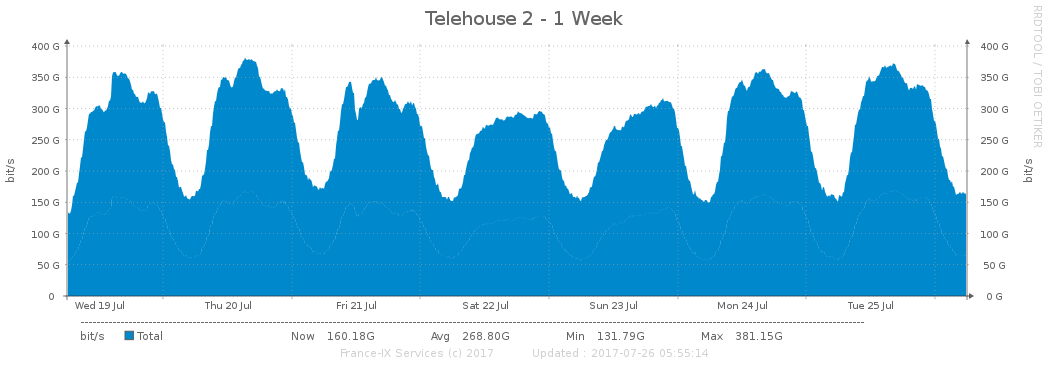 Telehouse 2 - 1 Week
RRDTOOL / TOBI OETIKER
400 G 400 G
350 G 350 G
300 G 300 G
250 G 250 G
200 G 200 G
150 G 150 G
100 G 100 G
50 G 50 G
0 0 G
bit/s bit/s
Wed 19 Jul Thu 20 Jul Fri 21 Jul Sat 22 Jul Sun 23 Jul Mon 24 Jul Tue 25 Jul
bit/s Total Now 160.18G Avg 268.80G Min 131.79G Max 381.15G
France-IX Services (c) 2017 Updated : 2017-07-26 05:55:14